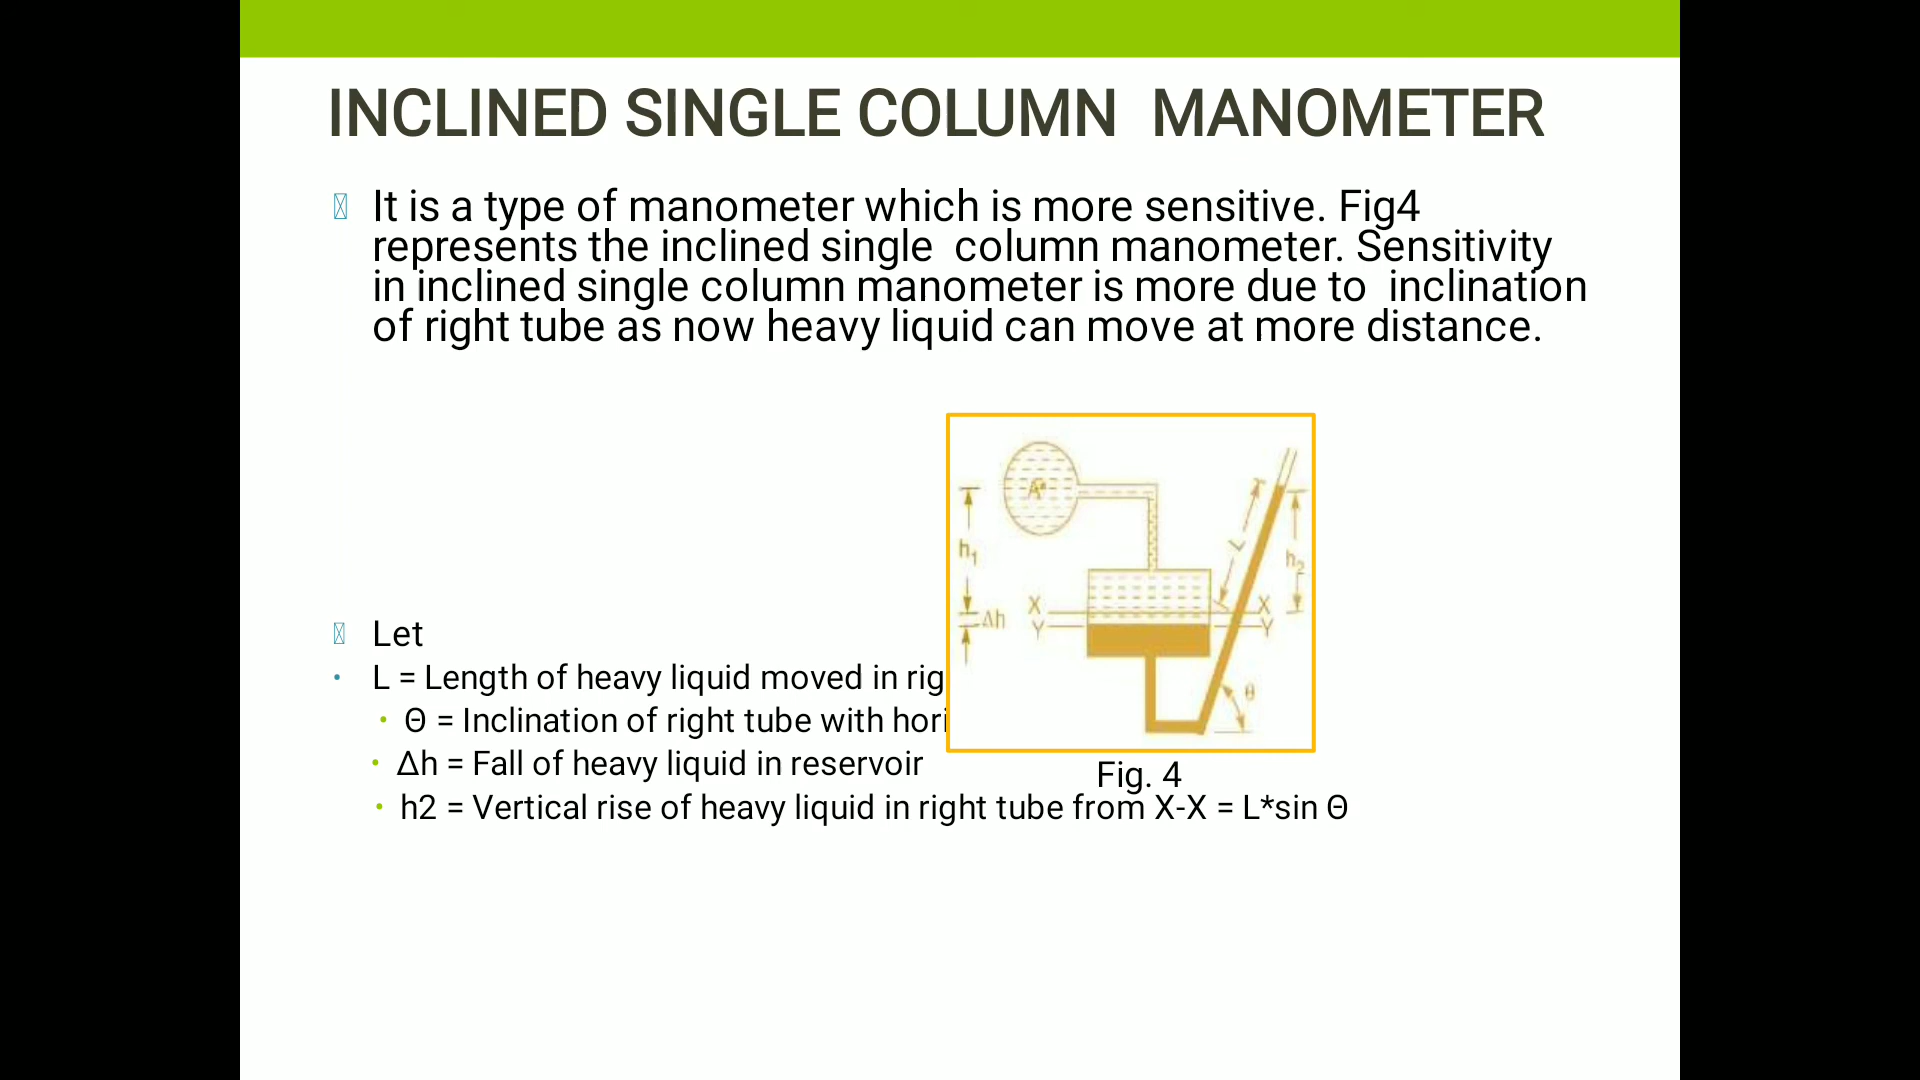 INCLINED SINGLE COLUMN MANOMETER
It is a type of manometer which is more sensitive. Fig4
represents the inclined single column manometer. Sensitivity
in inclined single column manometer is more due to inclination
of right tube as now heavy liquid can move at more distance.
A
L
h1
h2
X
X
Δh
Y
Y
θ
Let
L = Length of heavy liquid moved in rig
Θ = Inclination of right tube with hori
Δh = Fall of heavy liquid in reservoir
Fig. 4
h2 = Vertical rise of heavy liquid in right tube from X-X = L*sin Θ